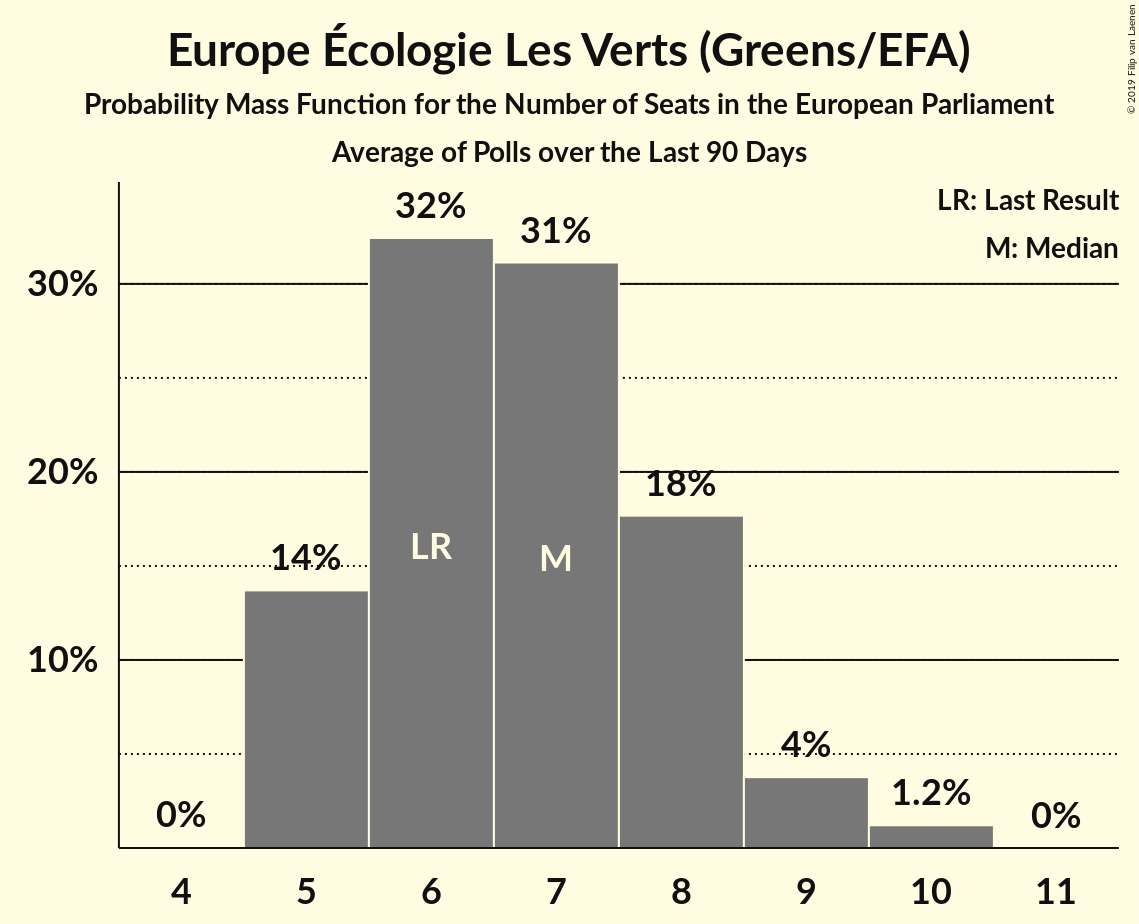 Europe Écologie Les Verts (Greens/EFA)
Probability Mass Function for the Number of Seats in the European Parliament
Average of Polls over the Last 90 Days
© 2019 Filip van Laenen
LR: Last Result
M: Median
32%
31%
30%
20%
18%
14%
LR
M
10%
4%
1.2%
0%
0%
4 5 6 7 8 9 10 11